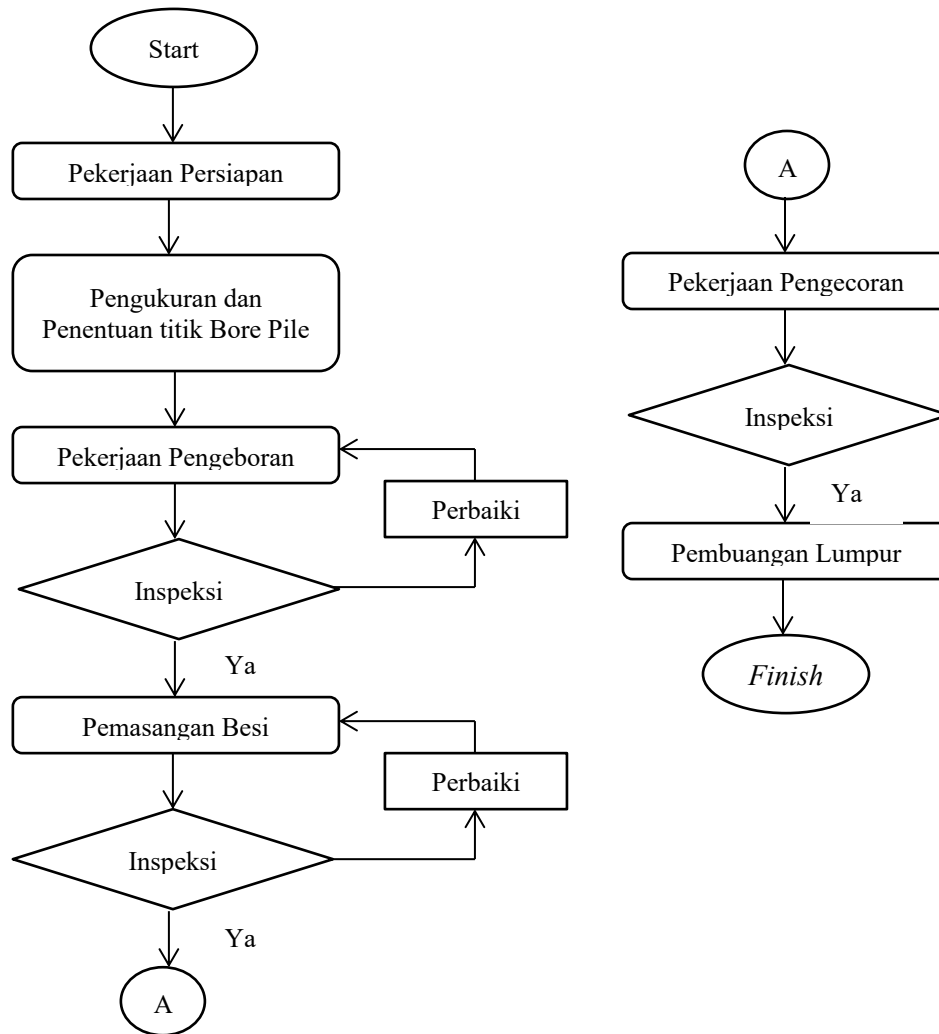 Start
Pekerjaan Persiapan
Pengukuran dan
Penentuan titik Bore Pile
Pekerjaan Pengeboran
Perbaiki
Inspeksi
Ya
Pemasangan Besi
Perbaiki
Inspeksi
Ya
A
A
Pekerjaan Pengecoran
Inspeksi
Ya
Pembuangan Lumpur
Finish